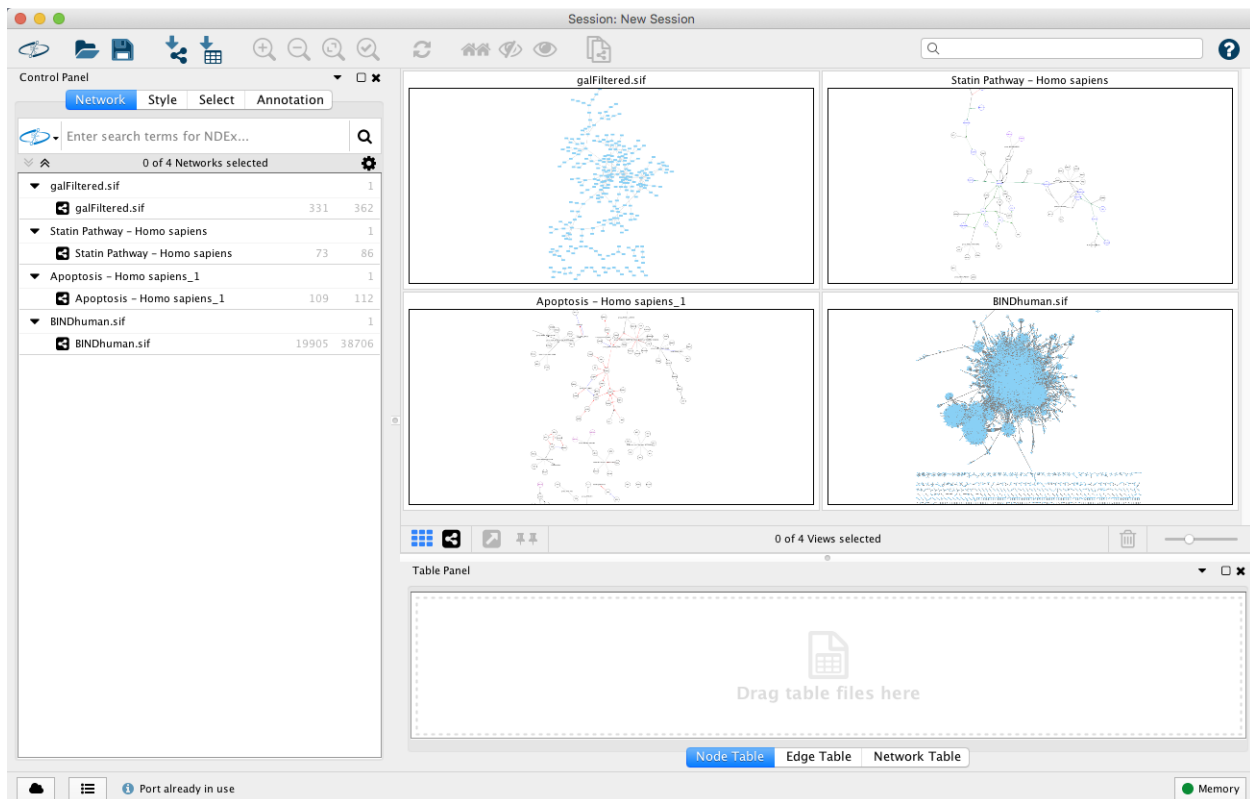 Session: New Session
Control Panel
Network Style Select Annotation
Enter search terms for NDEx...
0 of 4 Networks selected
galFiltered.sif 1
galFiltered.sif 331 362
Statin Pathway – Homo sapiens 1
Statin Pathway – Homo sapiens 73 86
Apoptosis – Homo sapiens_1 1
Apoptosis – Homo sapiens_1 109 112
BINDhuman.sif 1
BINDhuman.sif 19905 38706
galFiltered.sif
Statin Pathway – Homo sapiens
Apoptosis – Homo sapiens_1
BINDhuman.sif
0 of 4 Views selected
Table Panel
Drag table files here
Node Table Edge Table Network Table
Port already in use
Memory